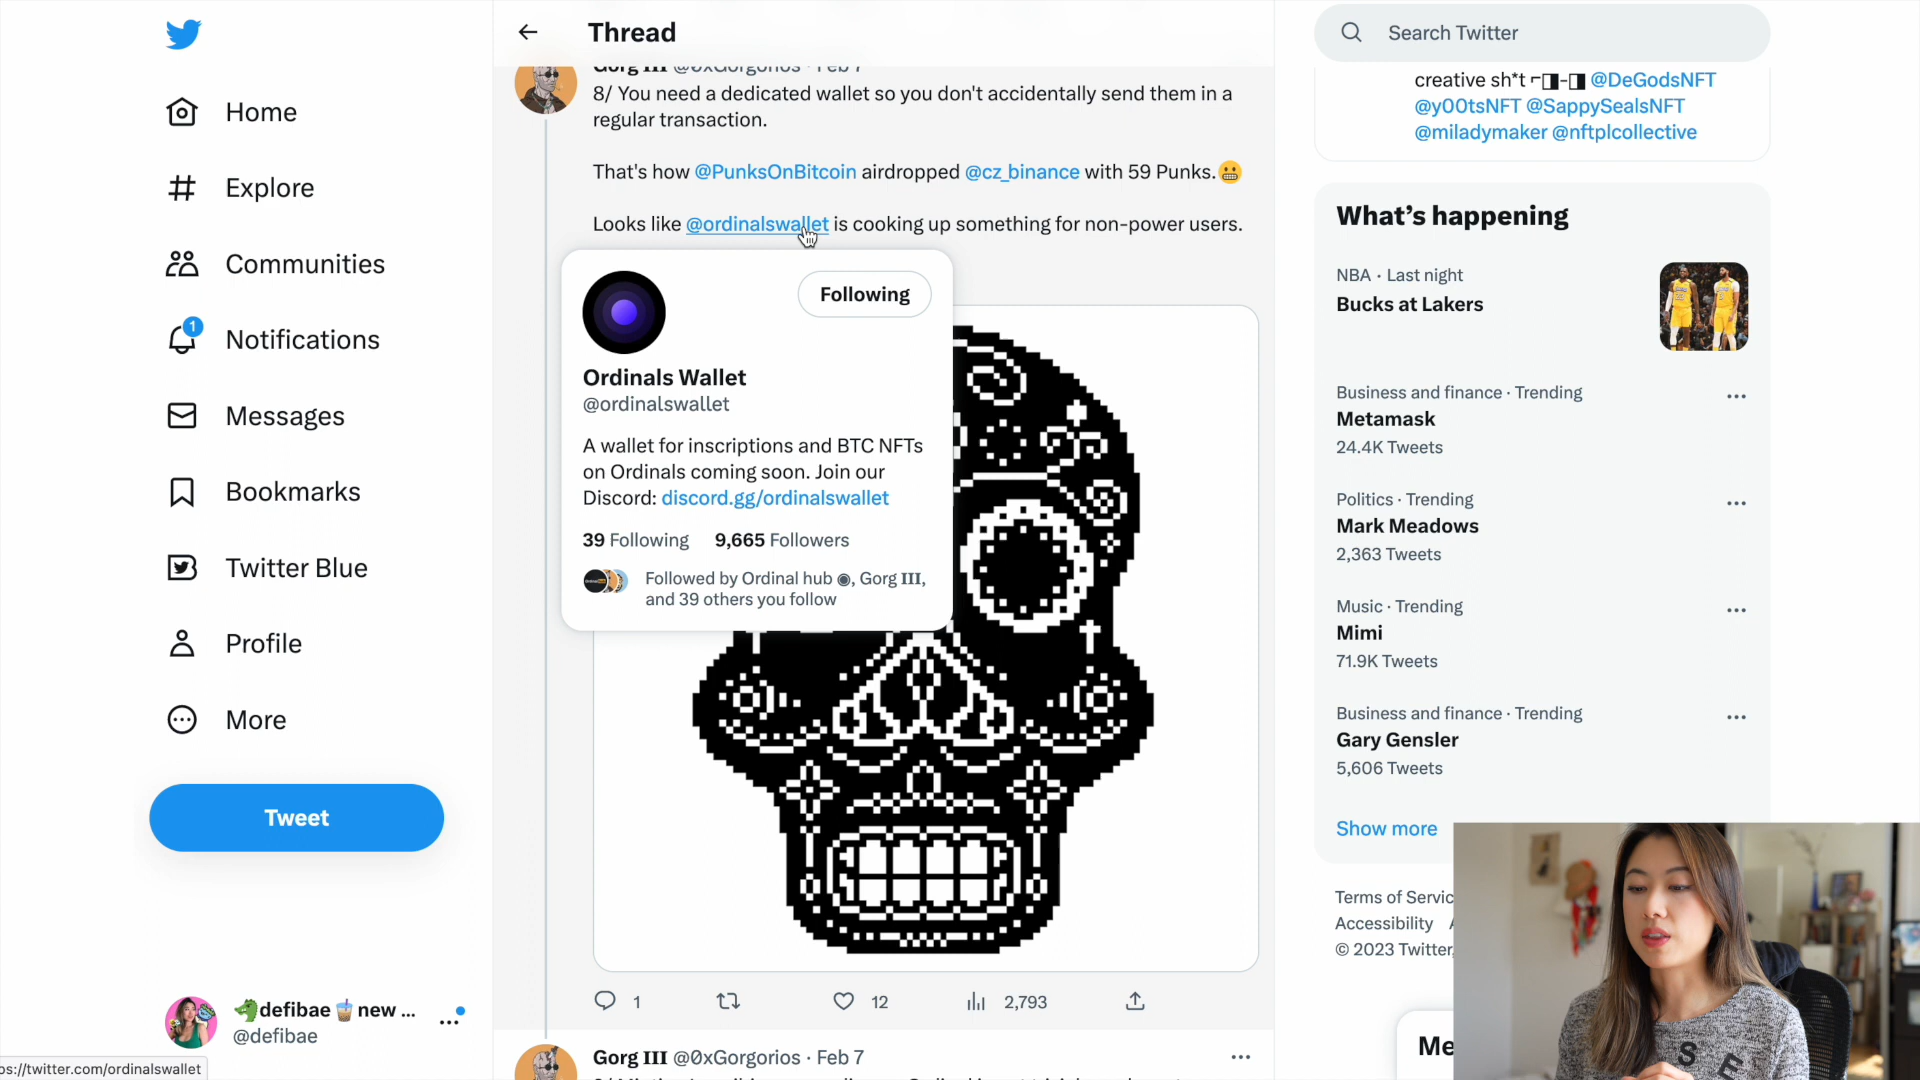 Home
Explore
Communities
1
Notifications
Messages
Bookmarks
Twitter Blue
Profile
More
Tweet
defibae new ...
@defibae
ps://twitter.com/ordinalswallet
Thread
Gorg III @0xGorgorios · Feb 7
8/ You need a dedicated wallet so you don't accidentally send them in a
regular transaction.
That's how @PunksOnBitcoin airdropped @cz_binance with 59 Punks.
Looks like @ordinalswallet is cooking up something for non-power users.
Following
Ordinals Wallet
@ordinalswallet
A wallet for inscriptions and BTC NFTs
on Ordinals coming soon. Join our
Discord: discord.gg/ordinalswallet
39 Following 9,665 Followers
Followed by Ordinal hub ◉, Gorg III,
and 39 others you follow
1 12 2,793
Gorg III @0xGorgorios · Feb 7
Search Twitter
creative sh*t ⌐◨-◨ @DeGodsNFT
@y00tsNFT @SappySealsNFT
@miladymaker @nftplcollective
What's happening
NBA · Last night
Bucks at Lakers
Business and finance · Trending
Metamask
24.4K Tweets
Politics · Trending
Mark Meadows
2,363 Tweets
Music · Trending
Mimi
71.9K Tweets
Business and finance · Trending
Gary Gensler
5,606 Tweets
Show more
Terms of Servic
Accessibility
© 2023 Twitter,
Me
S E